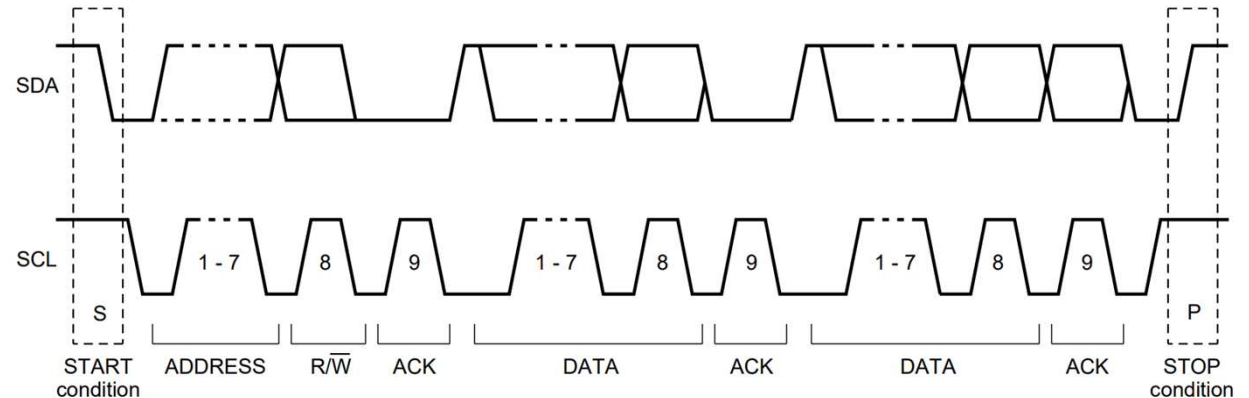 SDA
SCL
1 - 7
8
9
1 - 7
8
9
1 - 7
8
9
S
P
START
condition
ADDRESS
R/W̅
ACK
DATA
ACK
DATA
ACK
STOP
condition